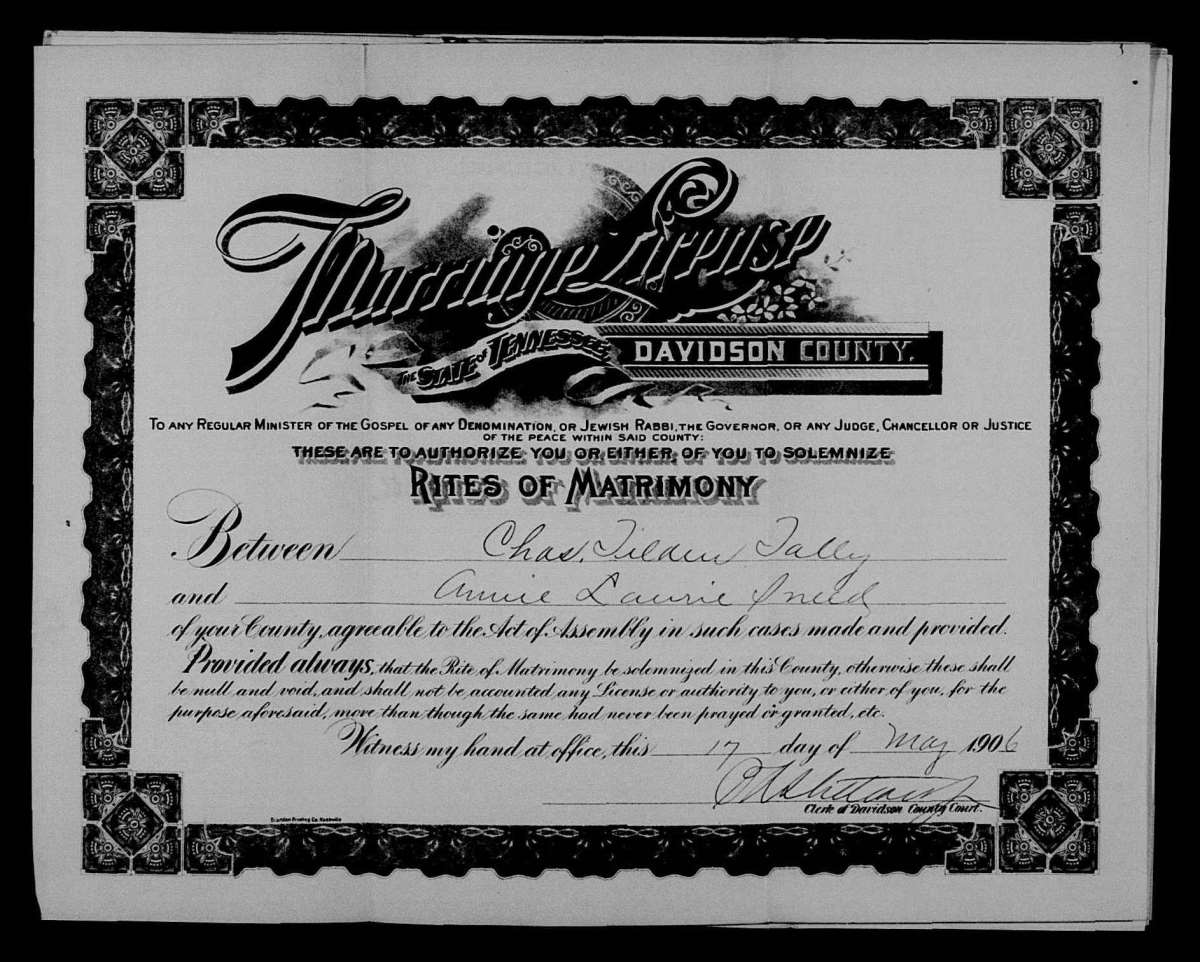 Marriage License
THE STATE OF TENNESSEE, DAVIDSON COUNTY.
TO ANY REGULAR MINISTER OF THE GOSPEL OF ANY DENOMINATION, OR JEWISH RABBI, THE GOVERNOR, OR ANY JUDGE, CHANCELLOR OR JUSTICE
OF THE PEACE WITHIN SAID COUNTY:
THESE ARE TO AUTHORIZE YOU OR EITHER OF YOU TO SOLEMNIZE
RITES OF MATRIMONY
Between Chas. Tilden Tally
and Annie Laurie Sneed
of your County, agreeable to the Act of Assembly in such cases made and provided.
Provided always, that the Rite of Matrimony be solemnized in this County, otherwise these shall
be null and void, and shall not be accounted any License or authority to you, or either of you, for the
purpose aforesaid, more than though the same had never been prayed or granted, etc.
Witness my hand at office, this 17 day of May 1906
Clerk of Davidson County Court.
Brandon Printing Co. Nashville